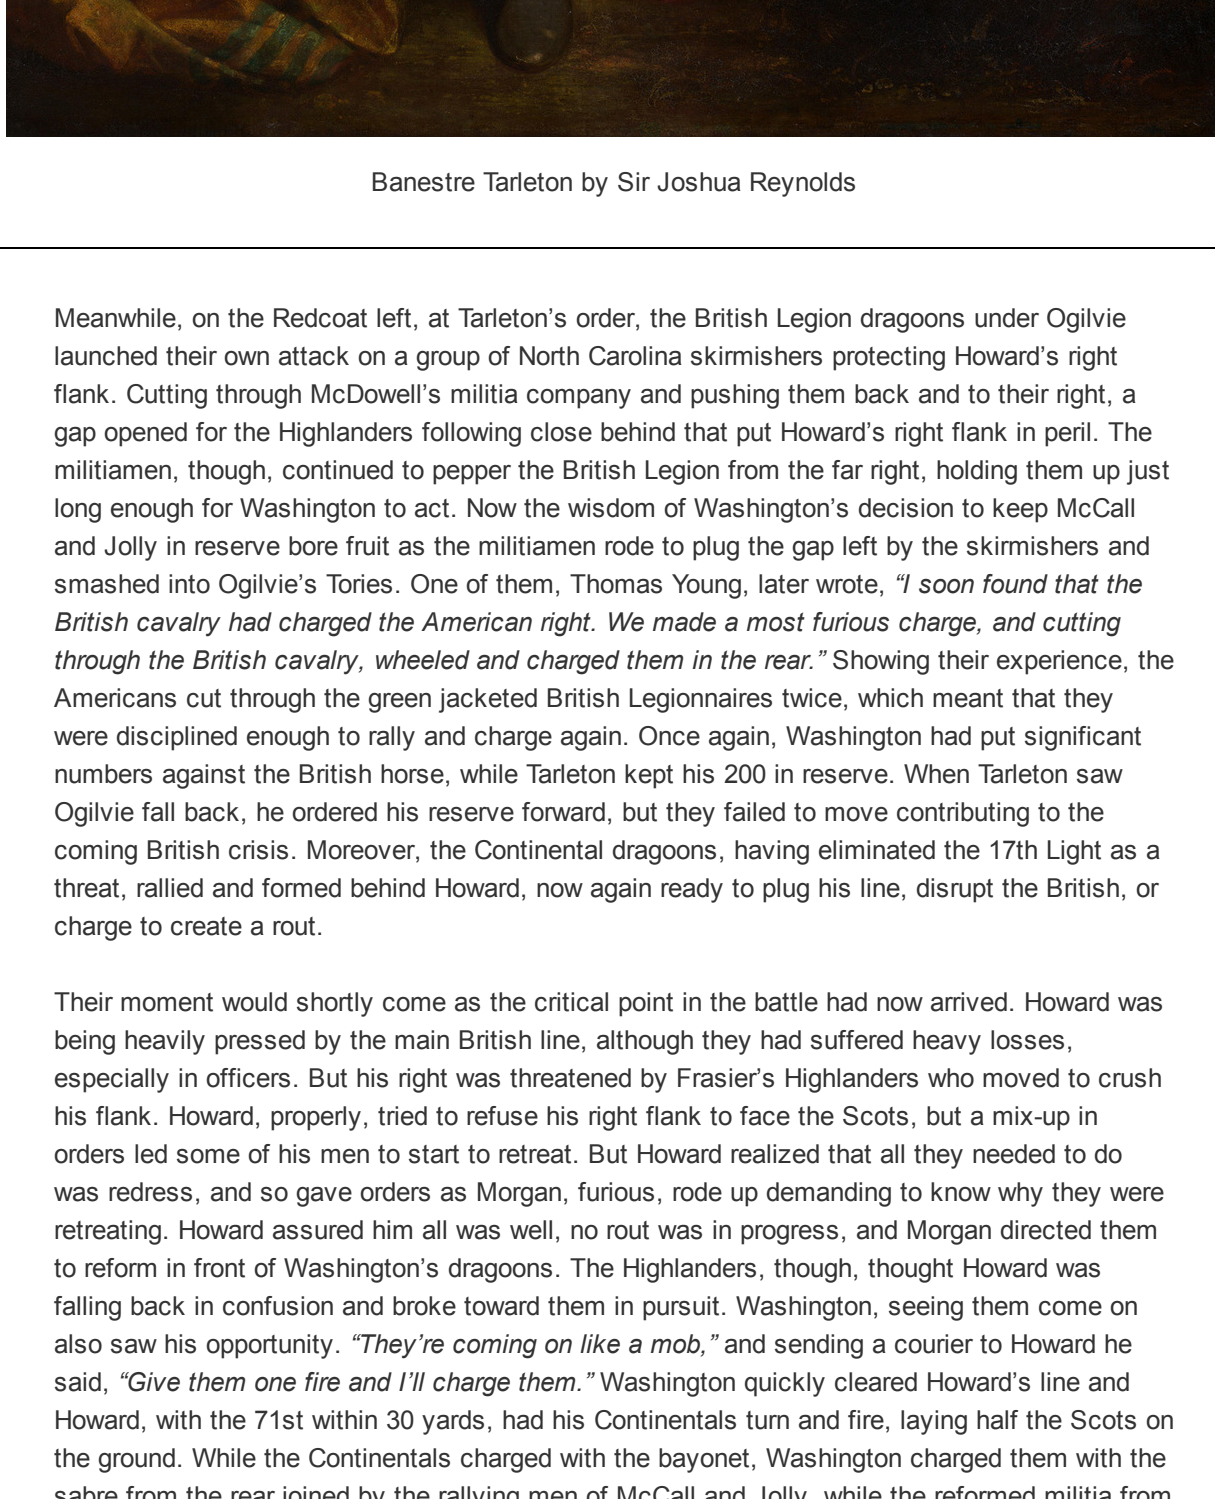 Banestre Tarleton by Sir Joshua Reynolds
Meanwhile, on the Redcoat left, at Tarleton’s order, the British Legion dragoons under Ogilvie
launched their own attack on a group of North Carolina skirmishers protecting Howard’s right
flank. Cutting through McDowell’s militia company and pushing them back and to their right, a
gap opened for the Highlanders following close behind that put Howard’s right flank in peril. The
militiamen, though, continued to pepper the British Legion from the far right, holding them up just
long enough for Washington to act. Now the wisdom of Washington’s decision to keep McCall
and Jolly in reserve bore fruit as the militiamen rode to plug the gap left by the skirmishers and
smashed into Ogilvie’s Tories. One of them, Thomas Young, later wrote, “I soon found that the
British cavalry had charged the American right. We made a most furious charge, and cutting
through the British cavalry, wheeled and charged them in the rear.” Showing their experience, the
Americans cut through the green jacketed British Legionnaires twice, which meant that they
were disciplined enough to rally and charge again. Once again, Washington had put significant
numbers against the British horse, while Tarleton kept his 200 in reserve. When Tarleton saw
Ogilvie fall back, he ordered his reserve forward, but they failed to move contributing to the
coming British crisis. Moreover, the Continental dragoons, having eliminated the 17th Light as a
threat, rallied and formed behind Howard, now again ready to plug his line, disrupt the British, or
charge to create a rout.
Their moment would shortly come as the critical point in the battle had now arrived. Howard was
being heavily pressed by the main British line, although they had suffered heavy losses,
especially in officers. But his right was threatened by Frasier’s Highlanders who moved to crush
his flank. Howard, properly, tried to refuse his right flank to face the Scots, but a mix-up in
orders led some of his men to start to retreat. But Howard realized that all they needed to do
was redress, and so gave orders as Morgan, furious, rode up demanding to know why they were
retreating. Howard assured him all was well, no rout was in progress, and Morgan directed them
to reform in front of Washington’s dragoons. The Highlanders, though, thought Howard was
falling back in confusion and broke toward them in pursuit. Washington, seeing them come on
also saw his opportunity. “They’re coming on like a mob,” and sending a courier to Howard he
said, “Give them one fire and I’ll charge them.” Washington quickly cleared Howard’s line and
Howard, with the 71st within 30 yards, had his Continentals turn and fire, laying half the Scots on
the ground. While the Continentals charged with the bayonet, Washington charged them with the
sabre from the rear joined by the rallying men of McCall and Jolly, while the reformed militia from